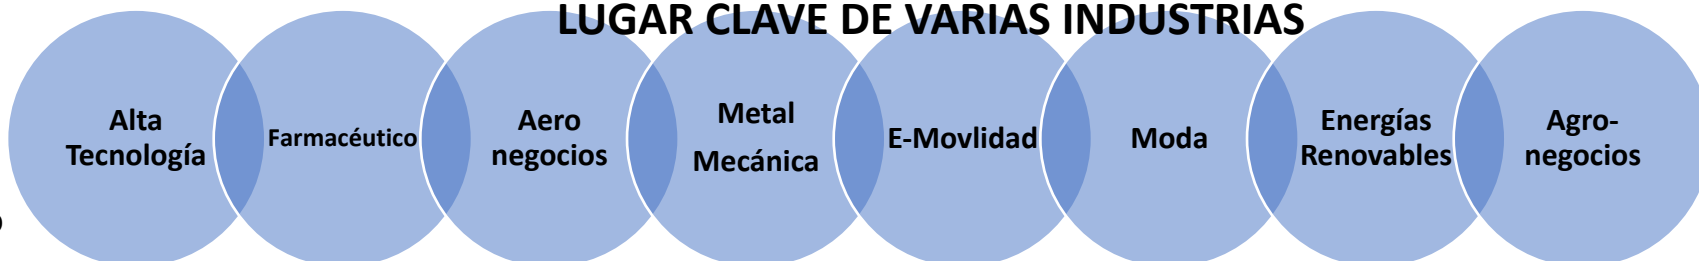 LUGAR CLAVE DE VARIAS INDUSTRIAS
Alta
Tecnología
Farmacéutico
Aero
negocios
Metal
Mecánica
E-Movlidad
Moda
Energías
Renovables
Agro-
negocios